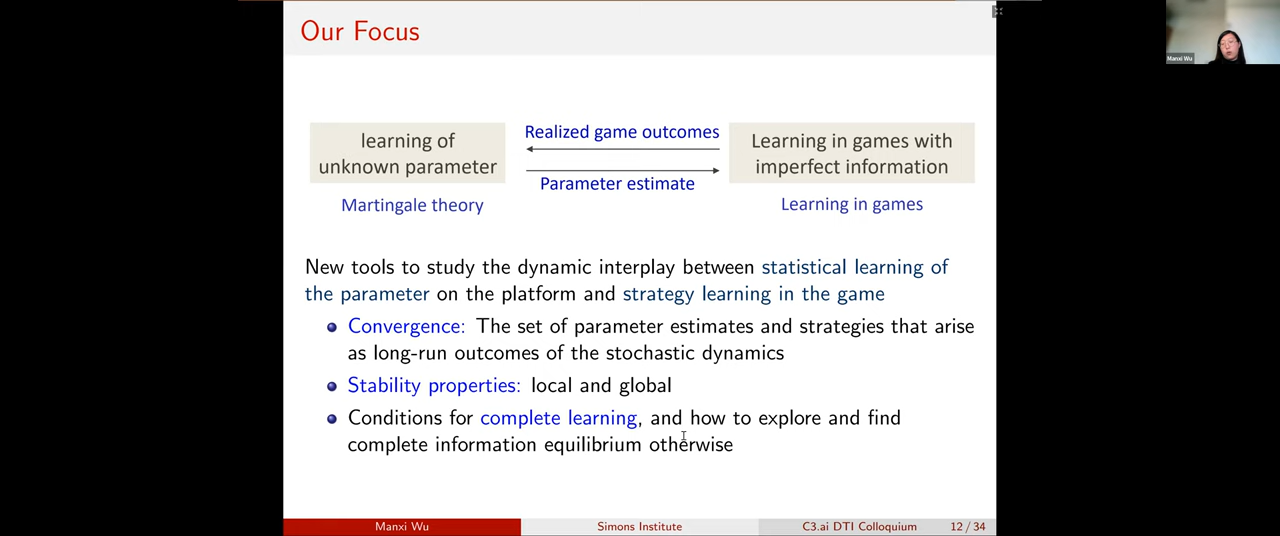 Our Focus
Manxi Wu
learning of
unknown parameter
Realized game outcomes
Parameter estimate
Learning in games with
imperfect information
Martingale theory
Learning in games
New tools to study the dynamic interplay between statistical learning of
the parameter on the platform and strategy learning in the game
Convergence: The set of parameter estimates and strategies that arise
as long-run outcomes of the stochastic dynamics
Stability properties: local and global
Conditions for complete learning, and how to explore and find
complete information equilibrium otherwise
Manxi Wu
Simons Institute
C3.ai DTI Colloquium
12 / 34